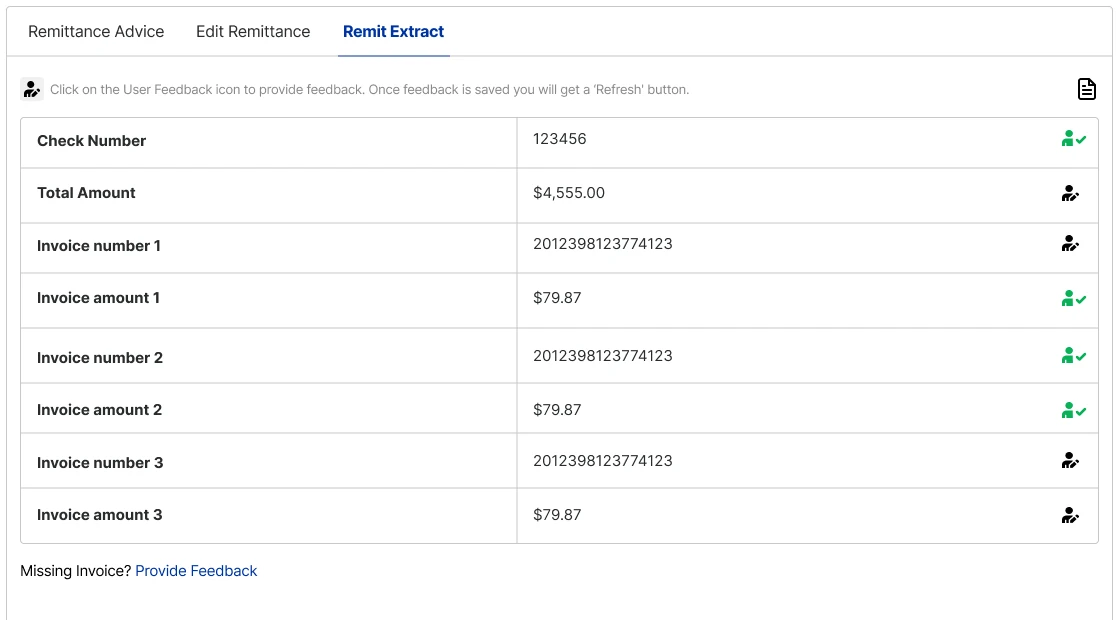 Remittance Advice Edit Remittance Remit Extract
Click on the User Feedback icon to provide feedback. Once feedback is saved you will get a 'Refresh' button.
Check Number 123456
Total Amount $4,555.00
Invoice number 1 2012398123774123
Invoice amount 1 $79.87
Invoice number 2 2012398123774123
Invoice amount 2 $79.87
Invoice number 3 2012398123774123
Invoice amount 3 $79.87
Missing Invoice? Provide Feedback